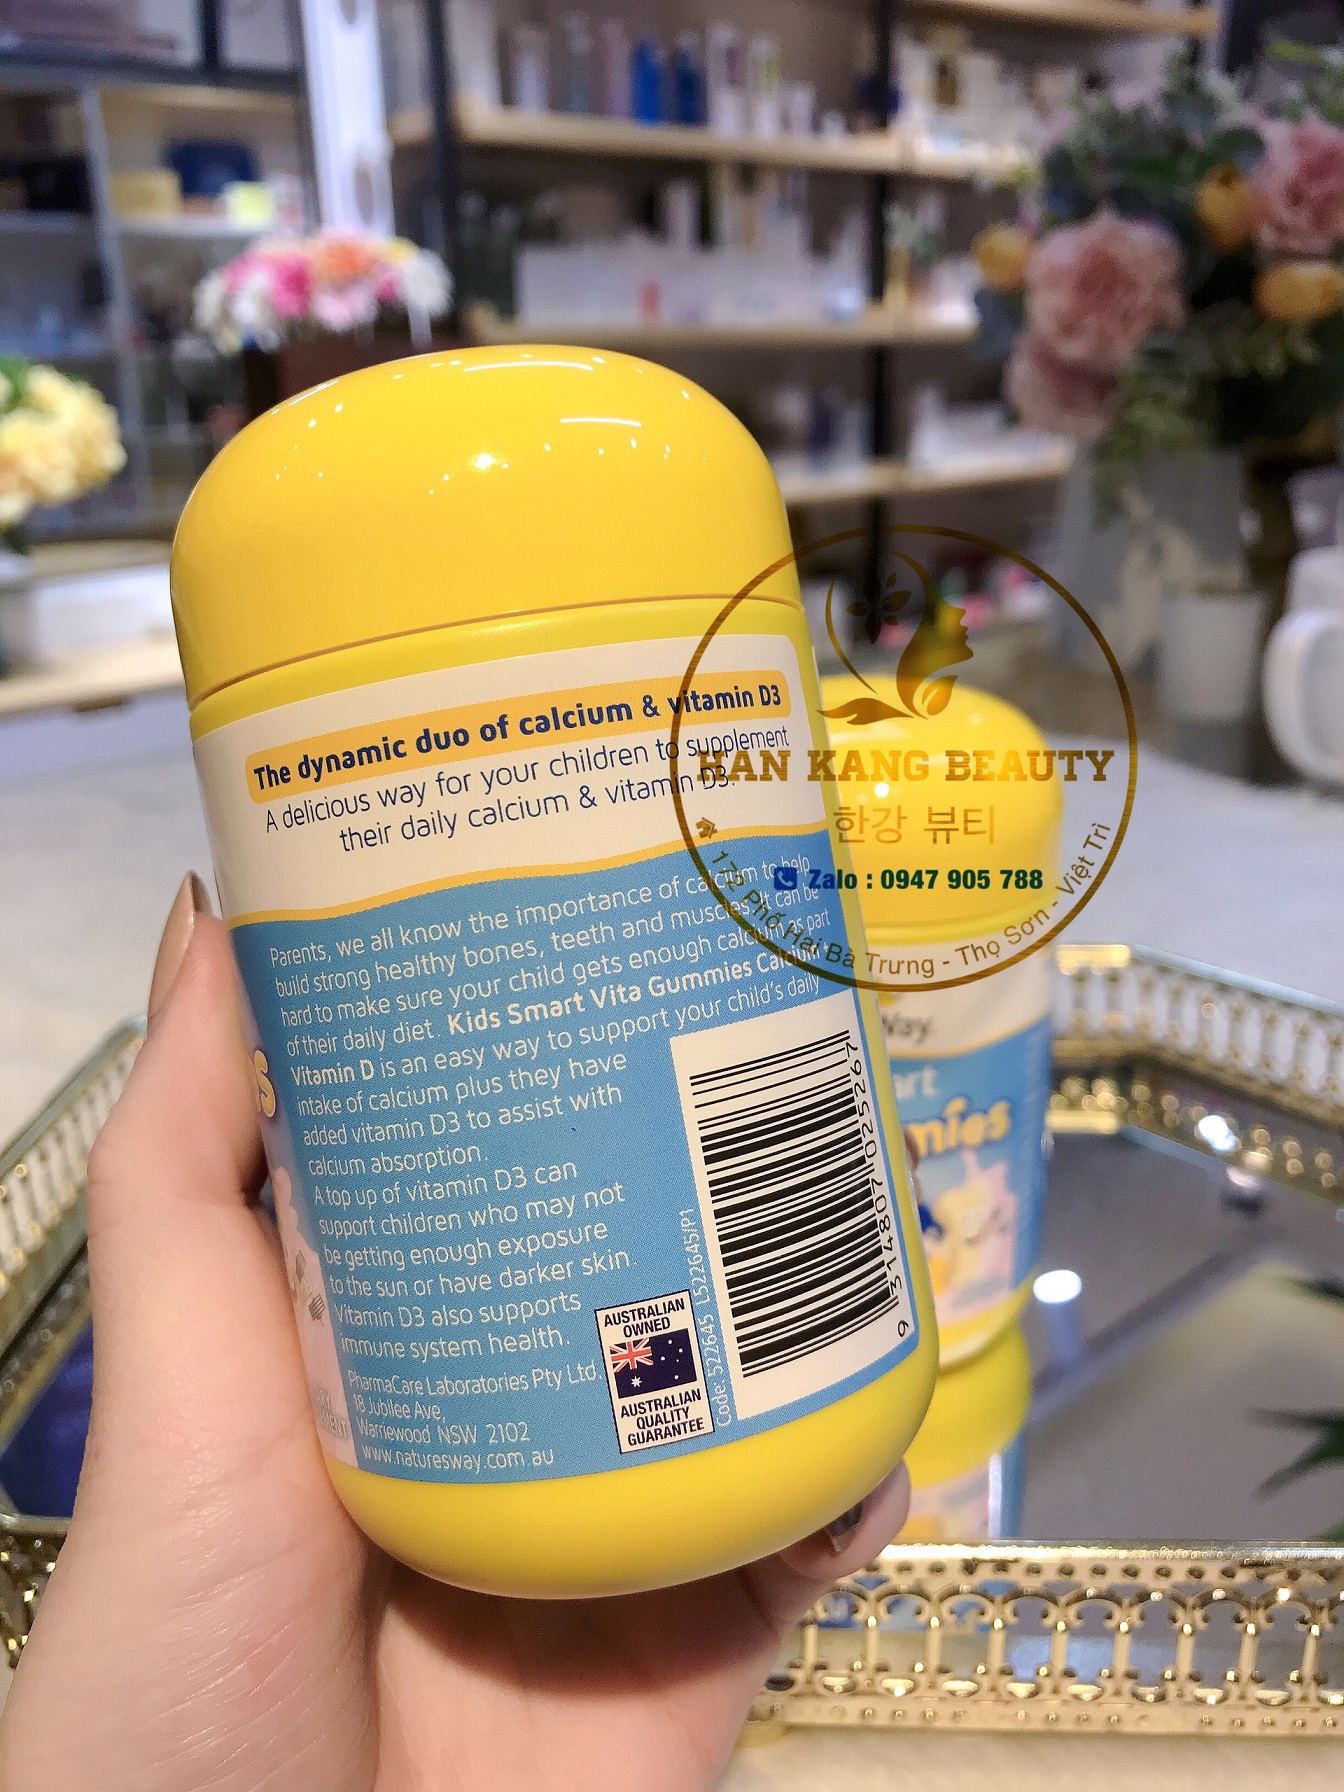 The dynamic duo of calcium & vitamin D3
A delicious way for your children to supplement
their daily calcium & vitamin D3.
Parents, we all know the importance of calcium to help
build strong healthy bones, teeth and muscles. It can be
hard to make sure your child gets enough calcium as part
of their daily diet. Kids Smart Vita Gummies Calcium
Vitamin D is an easy way to support your child's daily
intake of calcium plus they have
added vitamin D3 to assist with
calcium absorption.
A top up of vitamin D3 can
support children who may not
be getting enough exposure
to the sun or have darker skin.
Vitamin D3 also supports
immune system health.
PharmaCare Laboratories Pty Ltd.
18 Jubilee Ave,
Warriewood NSW 2102
www.naturesway.com.au
AUSTRALIAN
OWNED
AUSTRALIAN
QUALITY
GUARANTEE
Code: 522645 L522645/P1
9 314807 025267
HAN KANG BEAUTY
한강 뷰티
Zalo : 0947 905 788
172 Phố Hai Bà Trưng - Thọ Sơn - Việt Trì
Way
art
mies